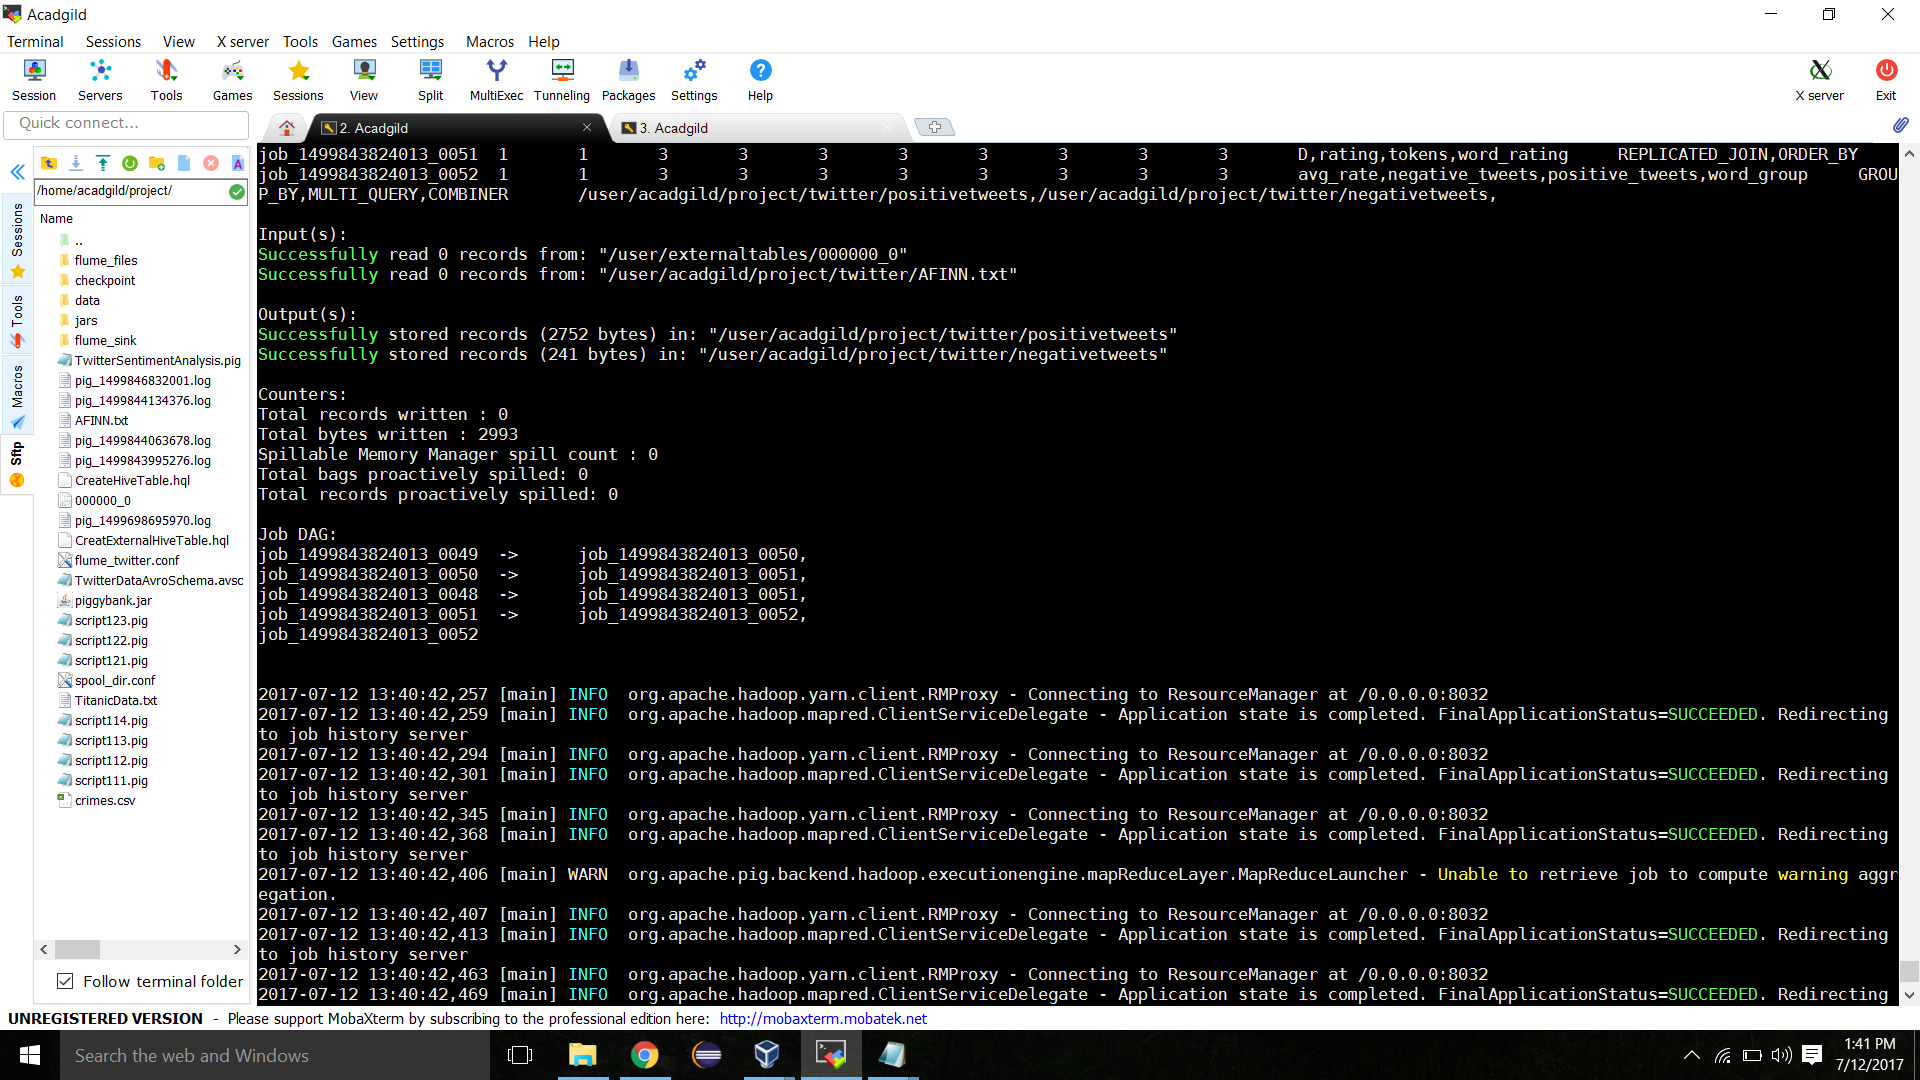 Acadgild
Terminal Sessions View X server Tools Games Settings Macros Help
Session Servers Tools Games Sessions View Split MultiExec Tunneling Packages Settings Help X server Exit
Quick connect...
2. Acadgild
3. Acadgild
/home/acadgild/project/
Name
..
flume_files
checkpoint
data
jars
flume_sink
TwitterSentimentAnalysis.pig
pig_1499846832001.log
pig_1499844134376.log
AFINN.txt
pig_1499844063678.log
pig_1499843995276.log
CreateHiveTable.hql
000000_0
pig_1499698695970.log
CreatExternalHiveTable.hql
flume_twitter.conf
TwitterDataAvroSchema.avsc
piggybank.jar
script123.pig
script122.pig
script121.pig
spool_dir.conf
TitanicData.txt
script114.pig
script113.pig
script112.pig
script111.pig
crimes.csv
Follow terminal folder
Sessions
Tools
Macros
Sftp
job_1499843824013_0051 1 1 3 3 3 3 3 3 3 3 D,rating,tokens,word_rating REPLICATED_JOIN,ORDER_BY
job_1499843824013_0052 1 1 3 3 3 3 3 3 3 3 avg_rate,negative_tweets,positive_tweets,word_group GROU
P_BY,MULTI_QUERY,COMBINER /user/acadgild/project/twitter/positivetweets,/user/acadgild/project/twitter/negativetweets,
Input(s):
Successfully read 0 records from: "/user/externaltables/000000_0"
Successfully read 0 records from: "/user/acadgild/project/twitter/AFINN.txt"
Output(s):
Successfully stored records (2752 bytes) in: "/user/acadgild/project/twitter/positivetweets"
Successfully stored records (241 bytes) in: "/user/acadgild/project/twitter/negativetweets"
Counters:
Total records written : 0
Total bytes written : 2993
Spillable Memory Manager spill count : 0
Total bags proactively spilled: 0
Total records proactively spilled: 0
Job DAG:
job_1499843824013_0049 -> job_1499843824013_0050,
job_1499843824013_0050 -> job_1499843824013_0051,
job_1499843824013_0048 -> job_1499843824013_0051,
job_1499843824013_0051 -> job_1499843824013_0052,
job_1499843824013_0052
2017-07-12 13:40:42,257 [main] INFO org.apache.hadoop.yarn.client.RMProxy - Connecting to ResourceManager at /0.0.0.0:8032
2017-07-12 13:40:42,259 [main] INFO org.apache.hadoop.mapred.ClientServiceDelegate - Application state is completed. FinalApplicationStatus=SUCCEEDED. Redirecting
to job history server
2017-07-12 13:40:42,294 [main] INFO org.apache.hadoop.yarn.client.RMProxy - Connecting to ResourceManager at /0.0.0.0:8032
2017-07-12 13:40:42,301 [main] INFO org.apache.hadoop.mapred.ClientServiceDelegate - Application state is completed. FinalApplicationStatus=SUCCEEDED. Redirecting
to job history server
2017-07-12 13:40:42,345 [main] INFO org.apache.hadoop.yarn.client.RMProxy - Connecting to ResourceManager at /0.0.0.0:8032
2017-07-12 13:40:42,368 [main] INFO org.apache.hadoop.mapred.ClientServiceDelegate - Application state is completed. FinalApplicationStatus=SUCCEEDED. Redirecting
to job history server
2017-07-12 13:40:42,406 [main] WARN org.apache.pig.backend.hadoop.executionengine.mapReduceLayer.MapReduceLauncher - Unable to retrieve job to compute warning aggr
egation.
2017-07-12 13:40:42,407 [main] INFO org.apache.hadoop.yarn.client.RMProxy - Connecting to ResourceManager at /0.0.0.0:8032
2017-07-12 13:40:42,413 [main] INFO org.apache.hadoop.mapred.ClientServiceDelegate - Application state is completed. FinalApplicationStatus=SUCCEEDED. Redirecting
to job history server
2017-07-12 13:40:42,463 [main] INFO org.apache.hadoop.yarn.client.RMProxy - Connecting to ResourceManager at /0.0.0.0:8032
2017-07-12 13:40:42,469 [main] INFO org.apache.hadoop.mapred.ClientServiceDelegate - Application state is completed. FinalApplicationStatus=SUCCEEDED. Redirecting
UNREGISTERED VERSION - Please support MobaXterm by subscribing to the professional edition here: http://mobaxterm.mobatek.net
Search the web and Windows
1:41 PM
7/12/2017